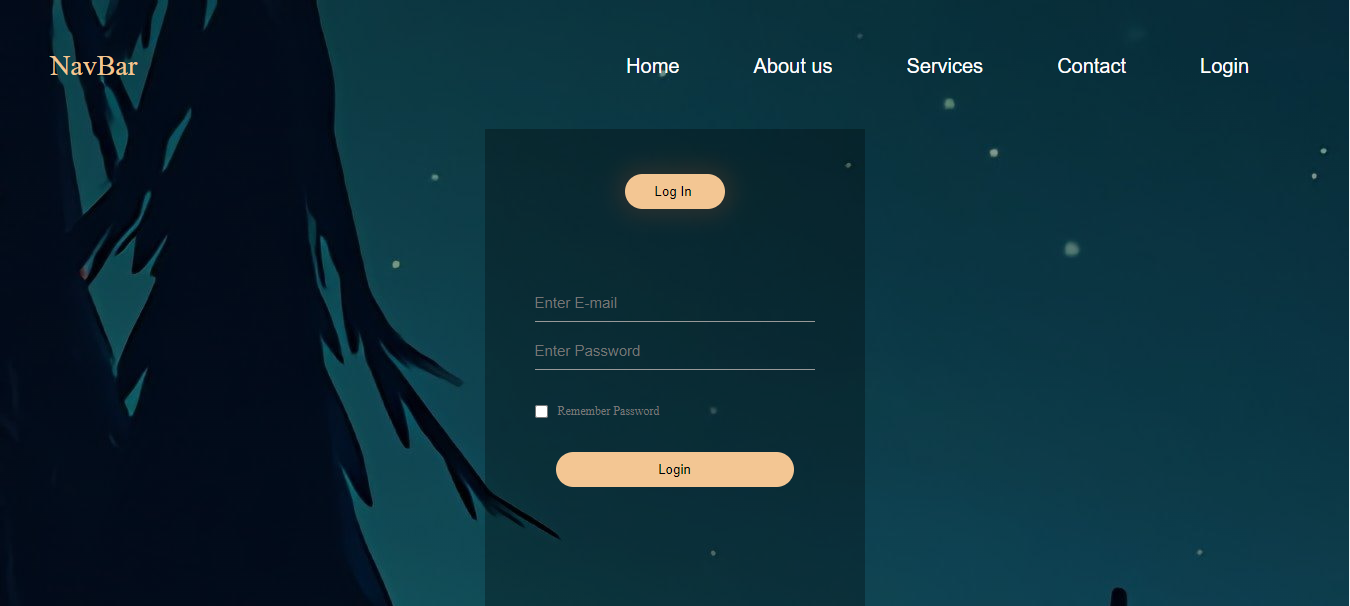 NavBar Home About us Services Contact Login
Log In
Enter E-mail
Enter Password
Remember Password
Login